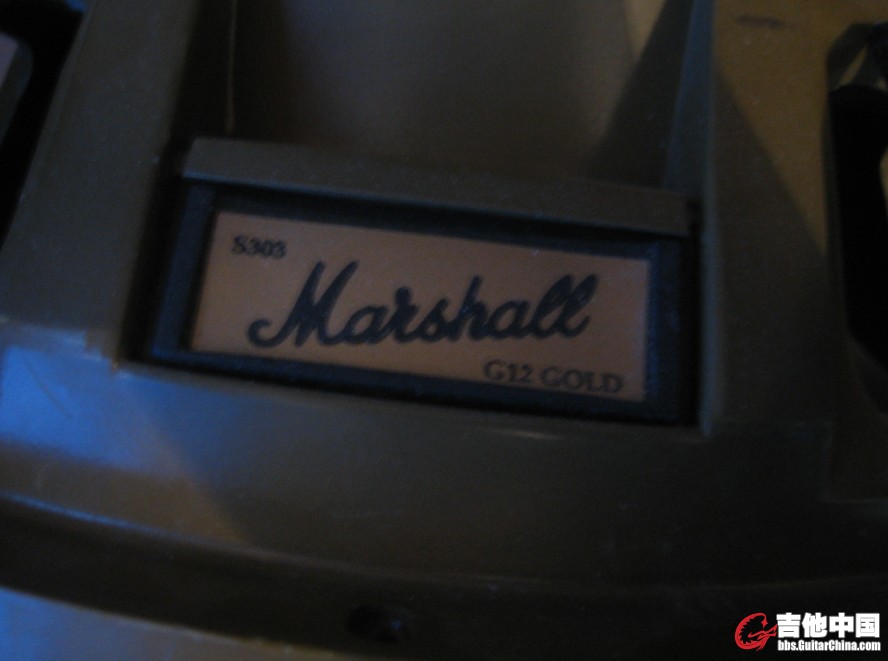 S303
Marshall
G12 GOLD
吉他中国
bbs.GuitarChina.com